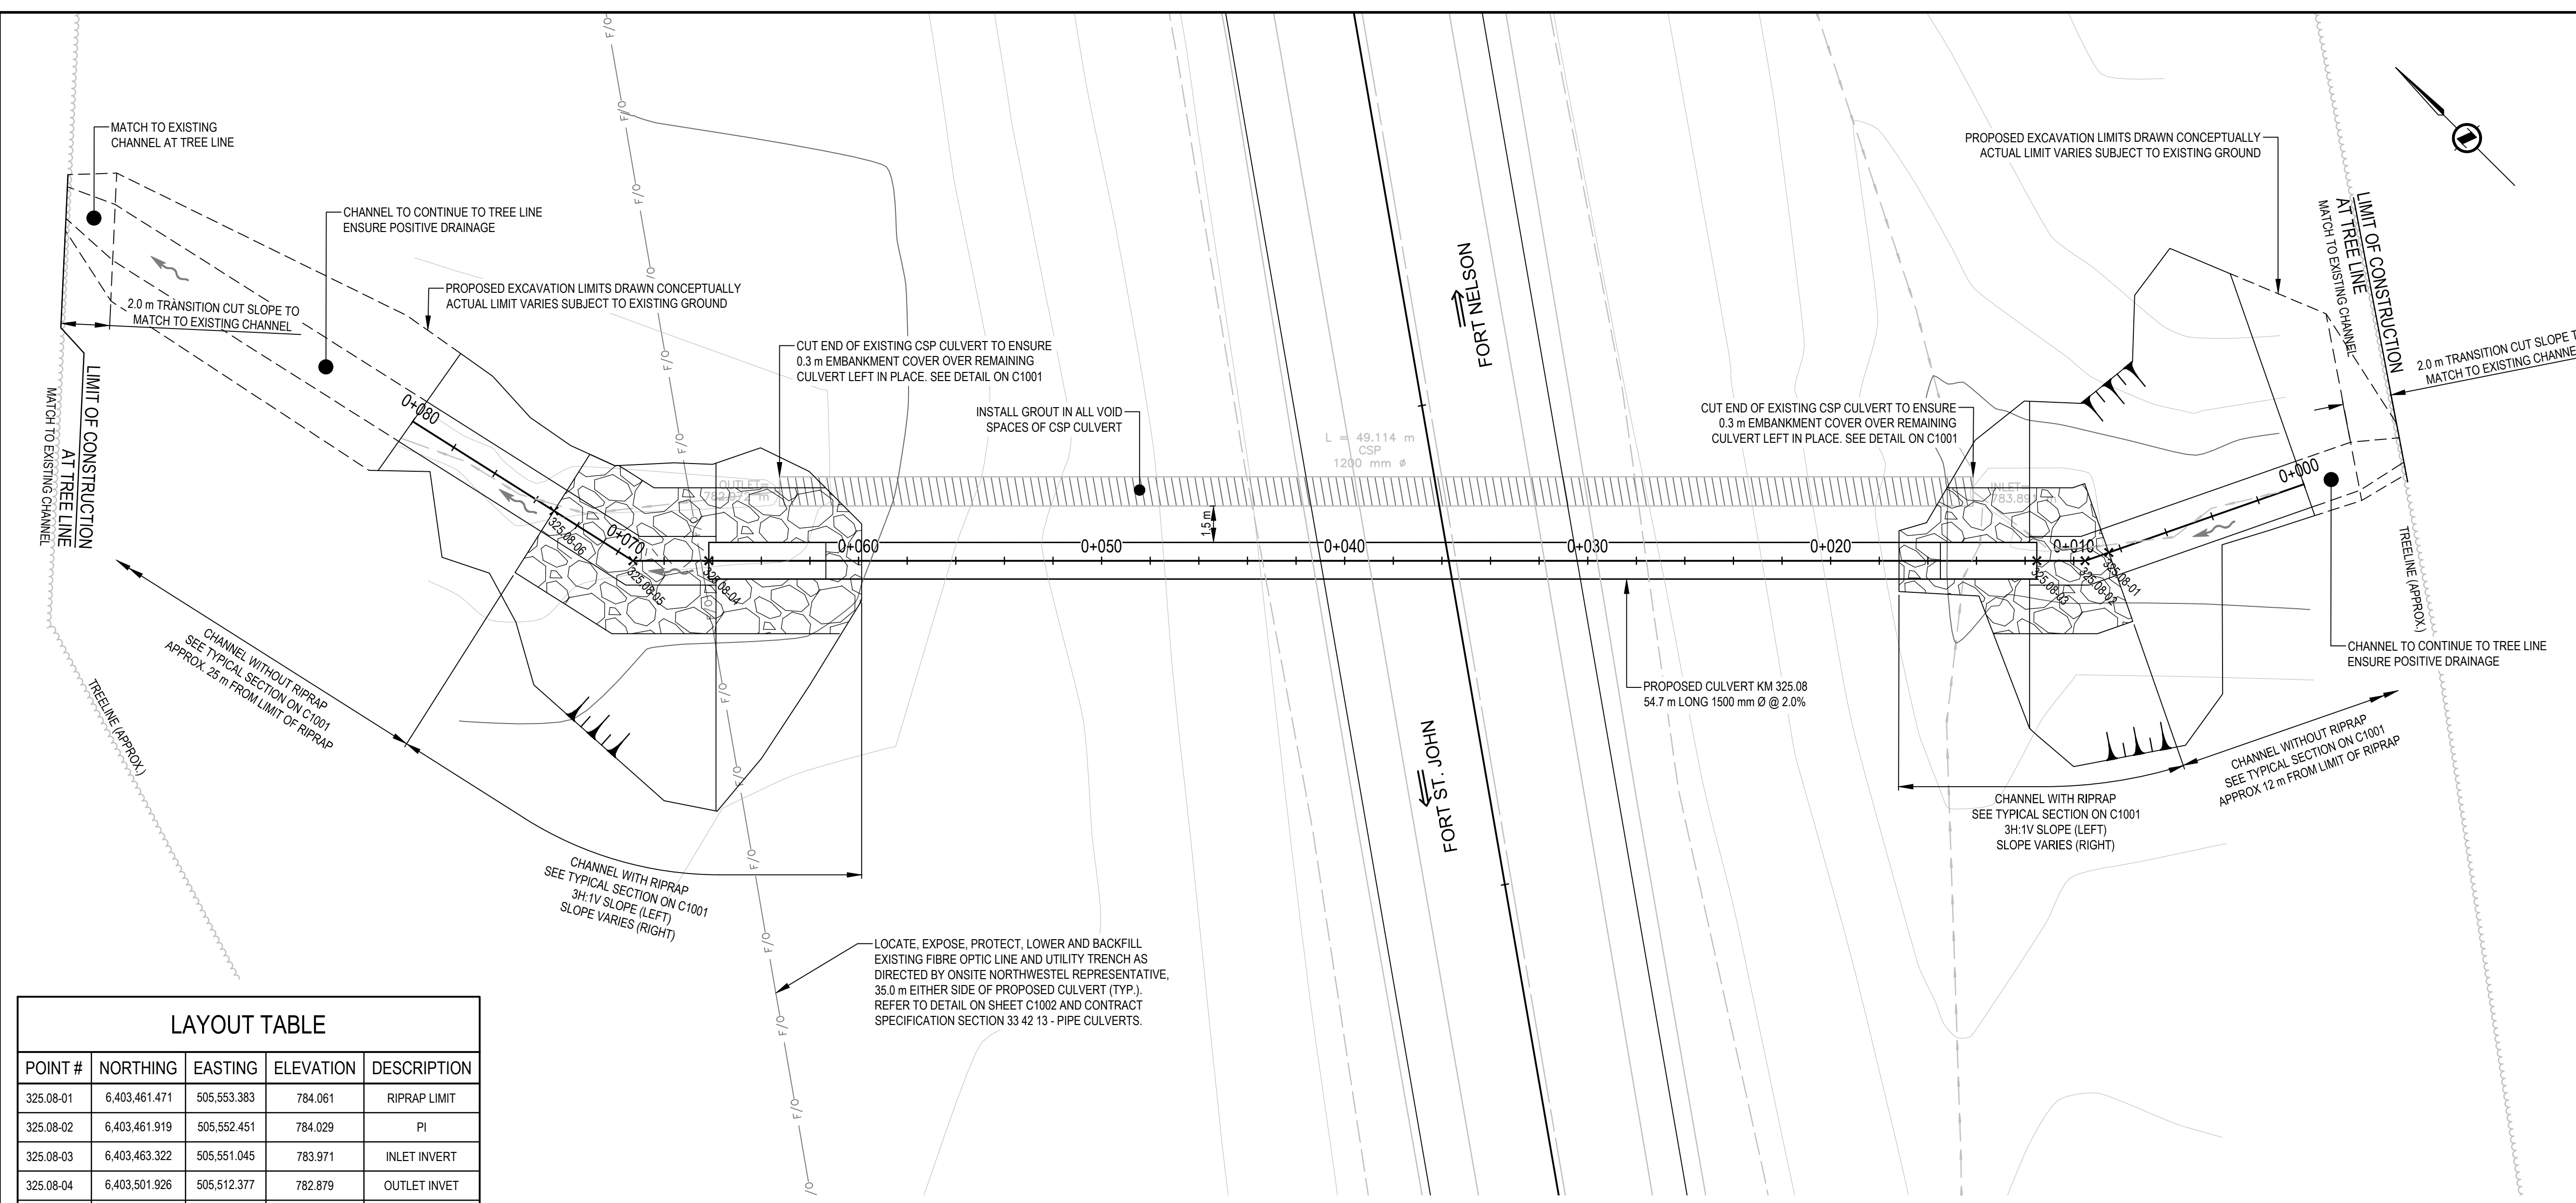 MATCH TO EXISTING
CHANNEL AT TREE LINE
CHANNEL TO CONTINUE TO TREE LINE
ENSURE POSITIVE DRAINAGE
PROPOSED EXCAVATION LIMITS DRAWN CONCEPTUALLY
ACTUAL LIMIT VARIES SUBJECT TO EXISTING GROUND
2.0 m TRANSITION CUT SLOPE TO
MATCH TO EXISTING CHANNEL
LIMIT OF CONSTRUCTION
AT TREE LINE
MATCH TO EXISTING CHANNEL
CUT END OF EXISTING CSP CULVERT TO ENSURE
0.3 m EMBANKMENT COVER OVER REMAINING
CULVERT LEFT IN PLACE. SEE DETAIL ON C1001
INSTALL GROUT IN ALL VOID
SPACES OF CSP CULVERT
L = 49.114 m
CSP
1200 mm ø
FORT NELSON
FORT ST. JOHN
PROPOSED EXCAVATION LIMITS DRAWN CONCEPTUALLY
ACTUAL LIMIT VARIES SUBJECT TO EXISTING GROUND
LIMIT OF CONSTRUCTION
AT TREE LINE
MATCH TO EXISTING CHANNEL
2.0 m TRANSITION CUT SLOPE
MATCH TO EXISTING
CUT END OF EXISTING CSP CULVERT TO ENSURE
0.3 m EMBANKMENT COVER OVER REMAINING
CULVERT LEFT IN PLACE. SEE DETAIL ON C1001
OUTLET=
INLET=
783.891
1.5 m
0+080
0+070
0+060
0+050
0+040
0+030
0+020
0+010
0+000
325.08-06
325.08-05
325.08-04
325.08-03
325.08-02
325.08-01
F/O
F/O
F/O
F/O
F/O
F/O
F/O
F/O
F/O
F/O
F/O
F/O
F/O
F/O
CHANNEL WITHOUT RIPRAP
SEE TYPICAL SECTION ON C1001
APPROX. 25 m FROM LIMIT OF RIPRAP
TREELINE (APPROX.)
CHANNEL WITH RIPRAP
SEE TYPICAL SECTION ON C1001
3H:1V SLOPE (LEFT)
SLOPE VARIES (RIGHT)
LOCATE, EXPOSE, PROTECT, LOWER AND BACKFILL
EXISTING FIBRE OPTIC LINE AND UTILITY TRENCH AS
DIRECTED BY ONSITE NORTHWESTEL REPRESENTATIVE,
35.0 m EITHER SIDE OF PROPOSED CULVERT (TYP.).
REFER TO DETAIL ON SHEET C1002 AND CONTRACT
SPECIFICATION SECTION 33 42 13 - PIPE CULVERTS.
PROPOSED CULVERT KM 325.08
54.7 m LONG 1500 mm Ø @ 2.0%
TREELINE (APPROX.)
CHANNEL TO CONTINUE TO TREE LINE
ENSURE POSITIVE DRAINAGE
CHANNEL WITHOUT RIPRAP
SEE TYPICAL SECTION ON C1001
APPROX 12 m FROM LIMIT OF RIPRAP
CHANNEL WITH RIPRAP
SEE TYPICAL SECTION ON C1001
3H:1V SLOPE (LEFT)
SLOPE VARIES (RIGHT)
LAYOUT TABLE
POINT # NORTHING EASTING ELEVATION DESCRIPTION
325.08-01 6,403,461.471 505,553.383 784.061 RIPRAP LIMIT
325.08-02 6,403,461.919 505,552.451 784.029 PI
325.08-03 6,403,463.322 505,551.045 783.971 INLET INVERT
325.08-04 6,403,501.926 505,512.377 782.879 OUTLET INVET